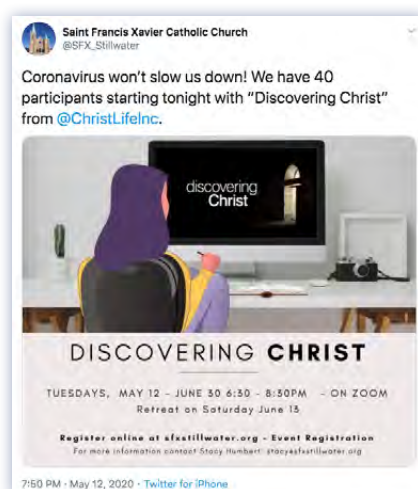 Saint Francis Xavier Catholic Church
@SFX_Stillwater
Coronavirus won't slow us down! We have 40
participants starting tonight with "Discovering Christ"
from @ChristLifeInc.
discovering
Christ
DISCOVERING CHRIST
TUESDAYS, MAY 12 - JUNE 30 6:30 - 8:30PM - ON ZOOM
Retreat on Saturday June 13
Register online at sfxstillwater.org - Event Registration
For more information contact Stacy Humbert: stacyesfxstillwater.org
7:50 PM · May 12, 2020 · Twitter for iPhone